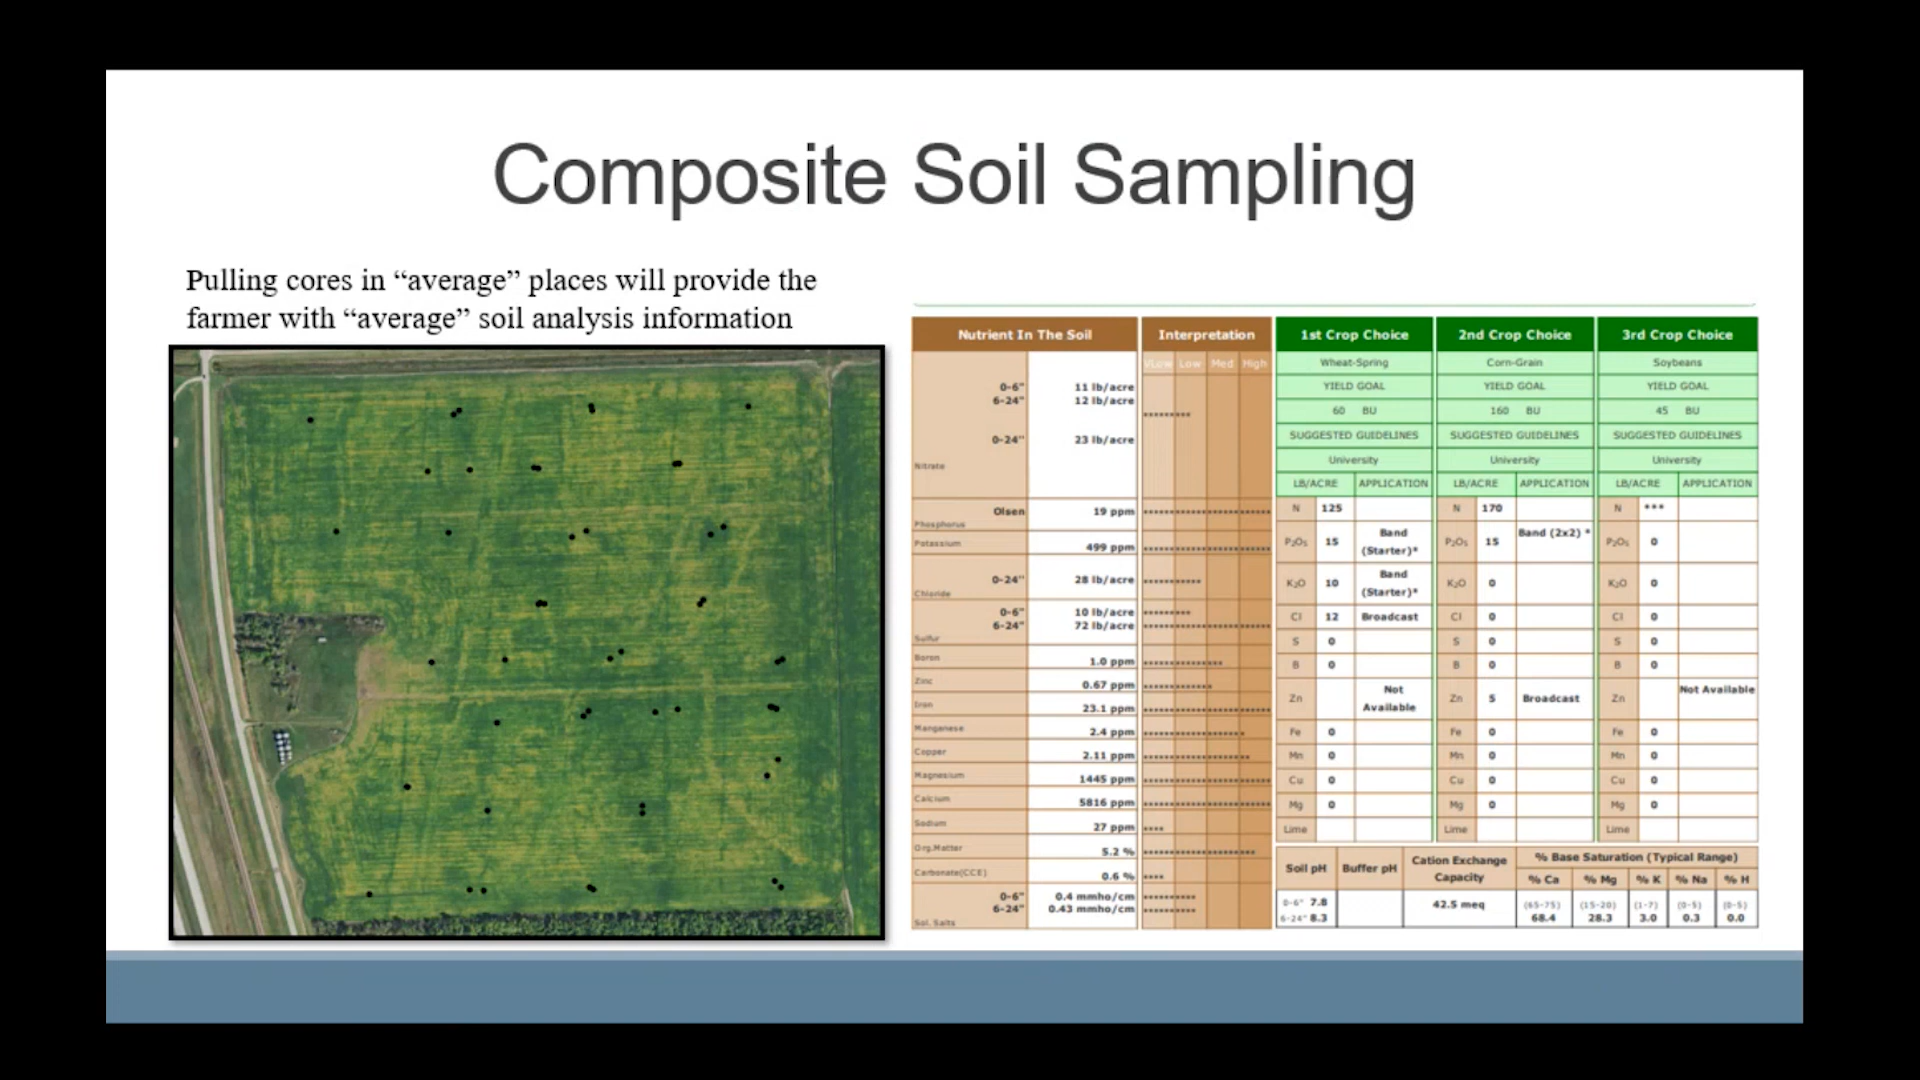 Composite Soil Sampling
Pulling cores in “average” places will provide the
farmer with “average” soil analysis information
Nutrient In The Soil
Interpretation
VLow Low Med High
0-6" 11 lb/acre
6-24" 12 lb/acre
0-24" 23 lb/acre
Nitrate
Olsen 19 ppm
Phosphorus
Potassium 499 ppm
0-24" 28 lb/acre
Chloride
0-6" 10 lb/acre
6-24" 72 lb/acre
Sulfur
Boron 1.0 ppm
Zinc 0.67 ppm
Iron 23.1 ppm
Manganese 2.4 ppm
Copper 2.11 ppm
Magnesium 1445 ppm
Calcium 5816 ppm
Sodium 27 ppm
Org.Matter 5.2 %
Carbonate(CCE) 0.6 %
0-6" 0.4 mmho/cm
6-24" 0.43 mmho/cm
Sol. Salts
1st Crop Choice
Wheat-Spring
YIELD GOAL
60 BU
SUGGESTED GUIDELINES
University
LB/ACRE APPLICATION
N 125
P₂O₅ 15 Band (Starter)*
K₂O 10 Band (Starter)*
Cl 12 Broadcast
S 0
B 0
Zn Not Available
Fe 0
Mn 0
Cu 0
Mg 0
Lime
2nd Crop Choice
Corn-Grain
YIELD GOAL
160 BU
SUGGESTED GUIDELINES
University
LB/ACRE APPLICATION
N 170
P₂O₅ 15 Band (2x2) *
K₂O 0
Cl 0
S 0
B 0
Zn 5 Broadcast
Fe 0
Mn 0
Cu 0
Mg 0
Lime
3rd Crop Choice
Soybeans
YIELD GOAL
45 BU
SUGGESTED GUIDELINES
University
LB/ACRE APPLICATION
N ***
P₂O₅ 0
K₂O 0
Cl 0
S 0
B 0
Zn Not Available
Fe 0
Mn 0
Cu 0
Mg 0
Lime
Soil pH Buffer pH Cation Exchange Capacity % Base Saturation (Typical Range)
% Ca % Mg % K % Na % H
0-6" 7.8 42.5 meq (65-75) (15-20) (1-7) (0-5) (0-5)
6-24" 8.3 68.4 28.3 3.0 0.3 0.0